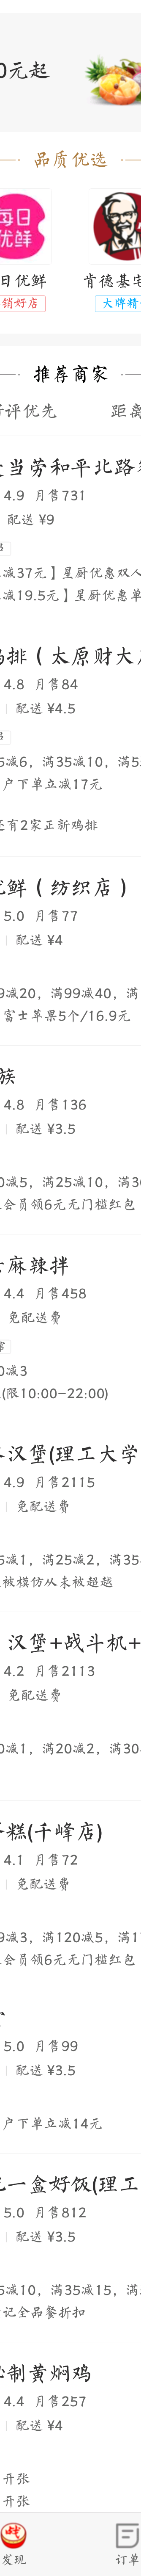 0元起
品质优选
每日
优鲜
日优鲜
肯德基宅
销好店
大牌精
推荐商家
好评优先
距离
当劳和平北路
4.9 月售731
配送 ¥9
减37元】星厨优惠双人
减19.5元】星厨优惠单
鸡排（太原财大
4.8 月售84
配送 ¥4.5
减6，满35减10，满5
户下单立减17元
还有2家正新鸡排
优鲜（纺织店）
5.0 月售77
配送 ¥4
9减20，满99减40，满
富士苹果5个/16.9元
族
4.8 月售136
配送 ¥3.5
0减5，满25减10，满3
会员领6元无门槛红包
麻辣拌
4.4 月售458
免配送费
0减3
(限10:00-22:00)
汉堡(理工大学
4.9 月售2115
免配送费
5减1，满25减2，满35
被模仿从未被超越
汉堡+战斗机+
4.2 月售2113
免配送费
0减1，满20减2，满30
糕(千峰店)
4.1 月售72
免配送费
9减3，满120减5，满1
会员领6元无门槛红包
5.0 月售99
配送 ¥3.5
户下单立减14元
一盒好饭(理工
5.0 月售812
配送 ¥3.5
5减10，满35减15，满
记全品餐折扣
秘制黄焖鸡
4.4 月售257
配送 ¥4
开张
开张
发现
订单